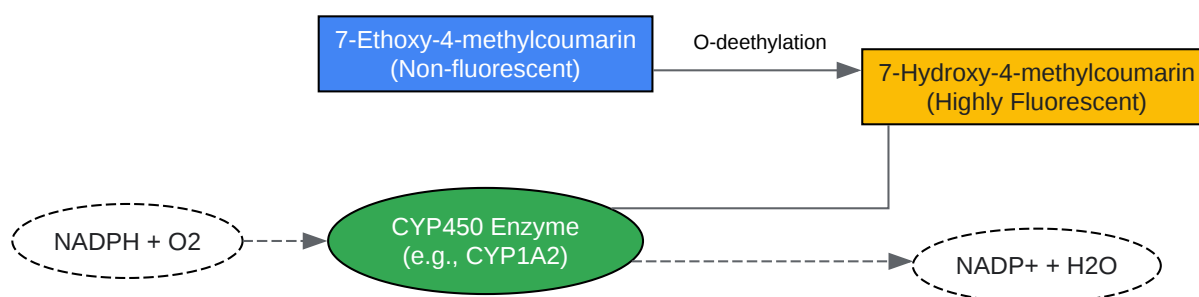 7-Ethoxy-4-methylcoumarin
(Non-fluorescent)
O-deethylation
7-Hydroxy-4-methylcoumarin
(Highly Fluorescent)
NADPH + O2
CYP450 Enzyme
(e.g., CYP1A2)
NADP+ + H2O